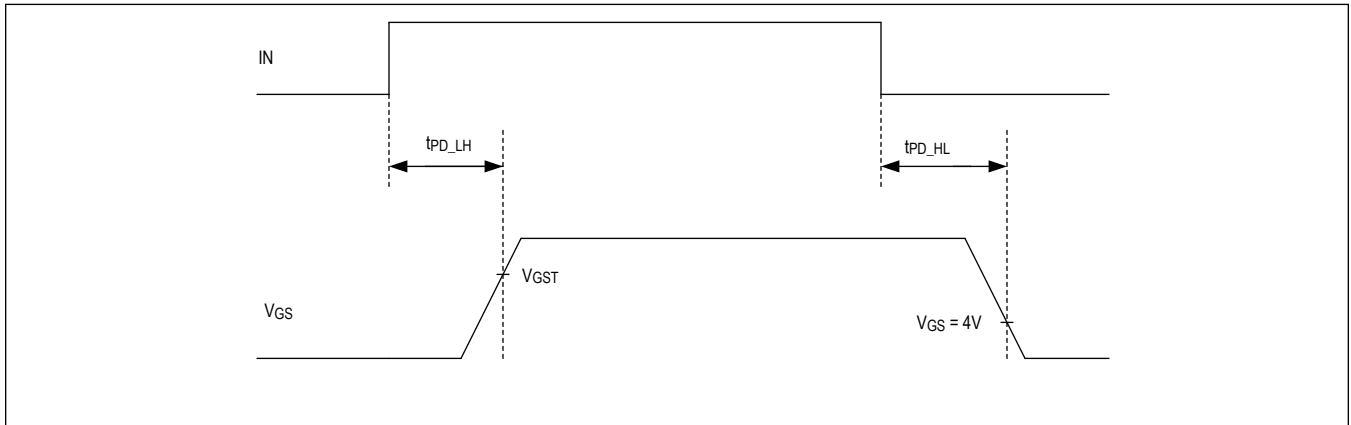 IN
tPD_LH
tPD_HL
VGST
VGS
VGS = 4V